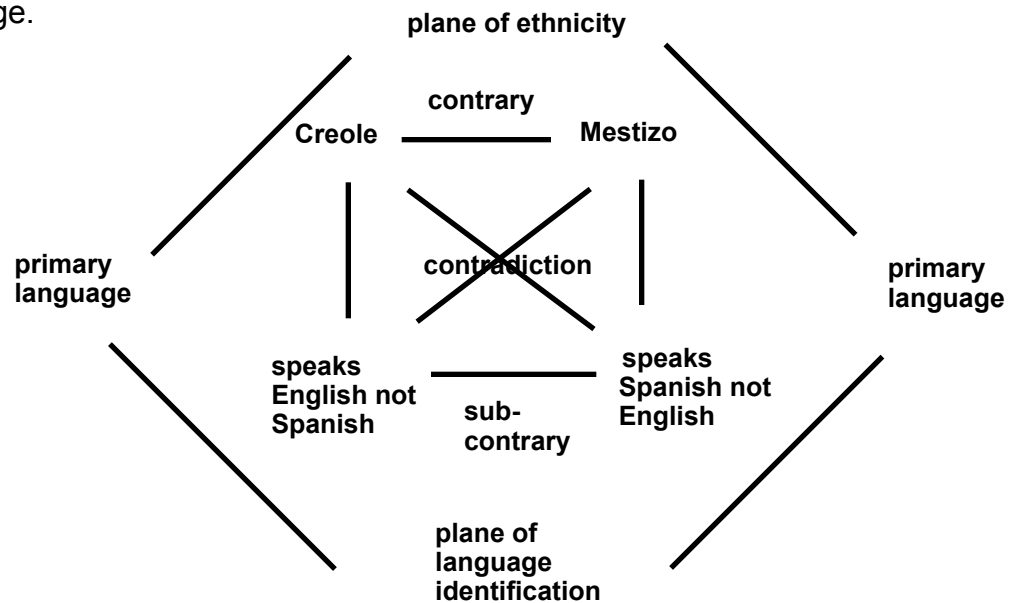 ge.
plane of ethnicity
contrary
Creole
Mestizo
primary
language
contradiction
primary
language
speaks
English not
Spanish
speaks
Spanish not
English
sub-
contrary
plane of
language
identification